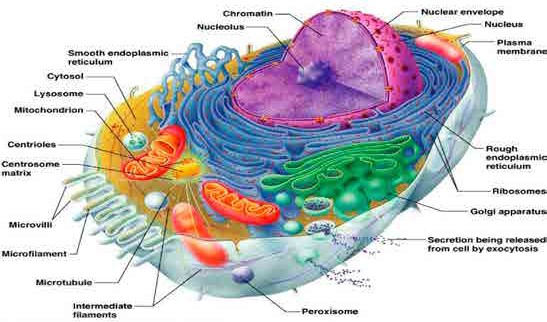 Chromatin
Nucleolus
Smooth endoplasmic
reticulum
Cytosol
Lysosome
Mitochondrion
Centrioles
Centrosome
matrix
Microvilli
Microfilament
Microtubule
Intermediate
filaments
Nuclear envelope
Nucleus
Plasma
membrane
Rough
endoplasmic
reticulum
Ribosomes
Golgi apparatus
Secretion being released
from cell by exocytosis
Peroxisome